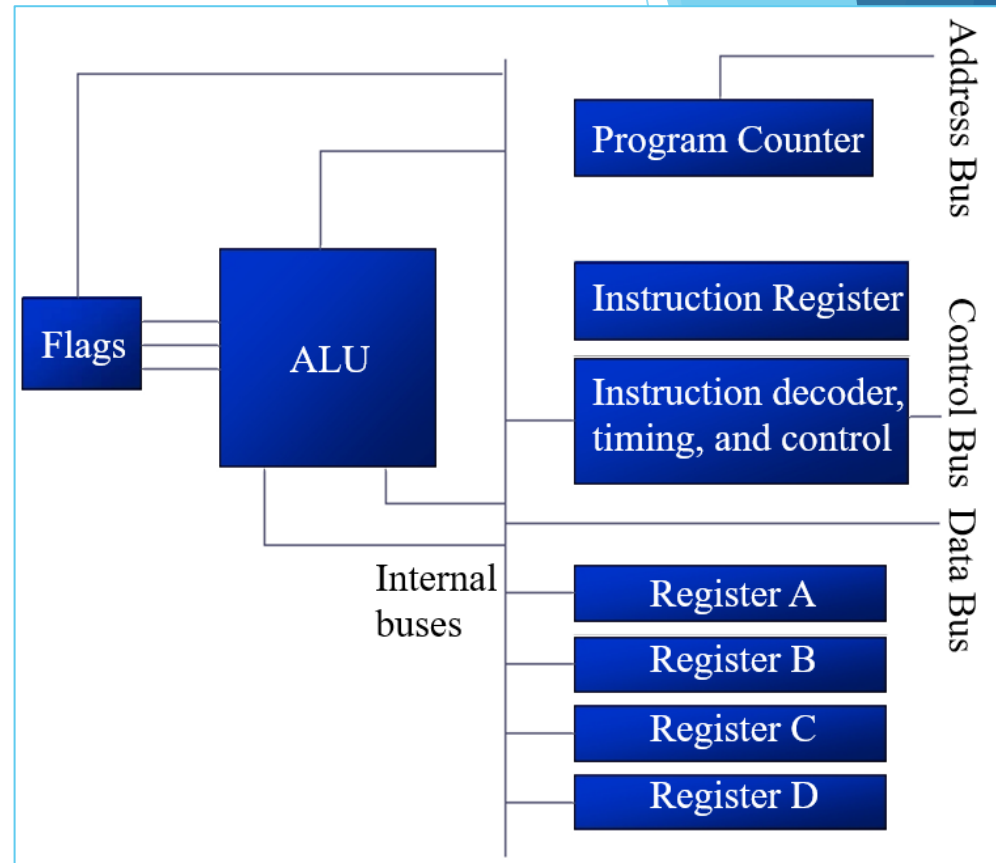 Address Bus
Program Counter
Instruction Register
Flags
ALU
Instruction decoder,
timing, and control
Control Bus
Data Bus
Internal
buses
Register A
Register B
Register C
Register D